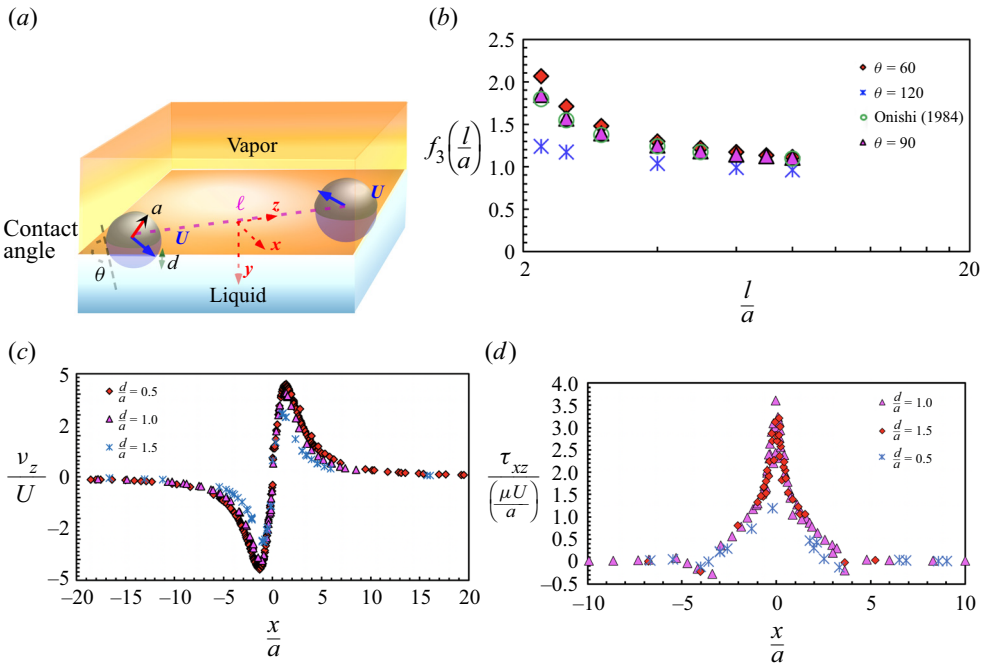 (a)
Vapor
a
U
ℓ
z
U
Contact
angle
x
d
θ
y
Liquid
(b)
2.5
2.0
1.5
1.0
0.5
0
f₃(l/a)
θ = 60
θ = 120
Onishi (1984)
θ = 90
2
20
l/a
(c)
5
2
0
−2
−5
v_z/U
d/a = 0.5
d/a = 1.0
d/a = 1.5
−20 −15 −10 −5 0 5 10 15 20
x/a
(d)
4.0
3.5
3.0
2.5
2.0
1.5
1.0
0.5
0
−0.5
τ_xz/(μU/a)
d/a = 1.0
d/a = 1.5
d/a = 0.5
−10 −5 0 5 10
x/a